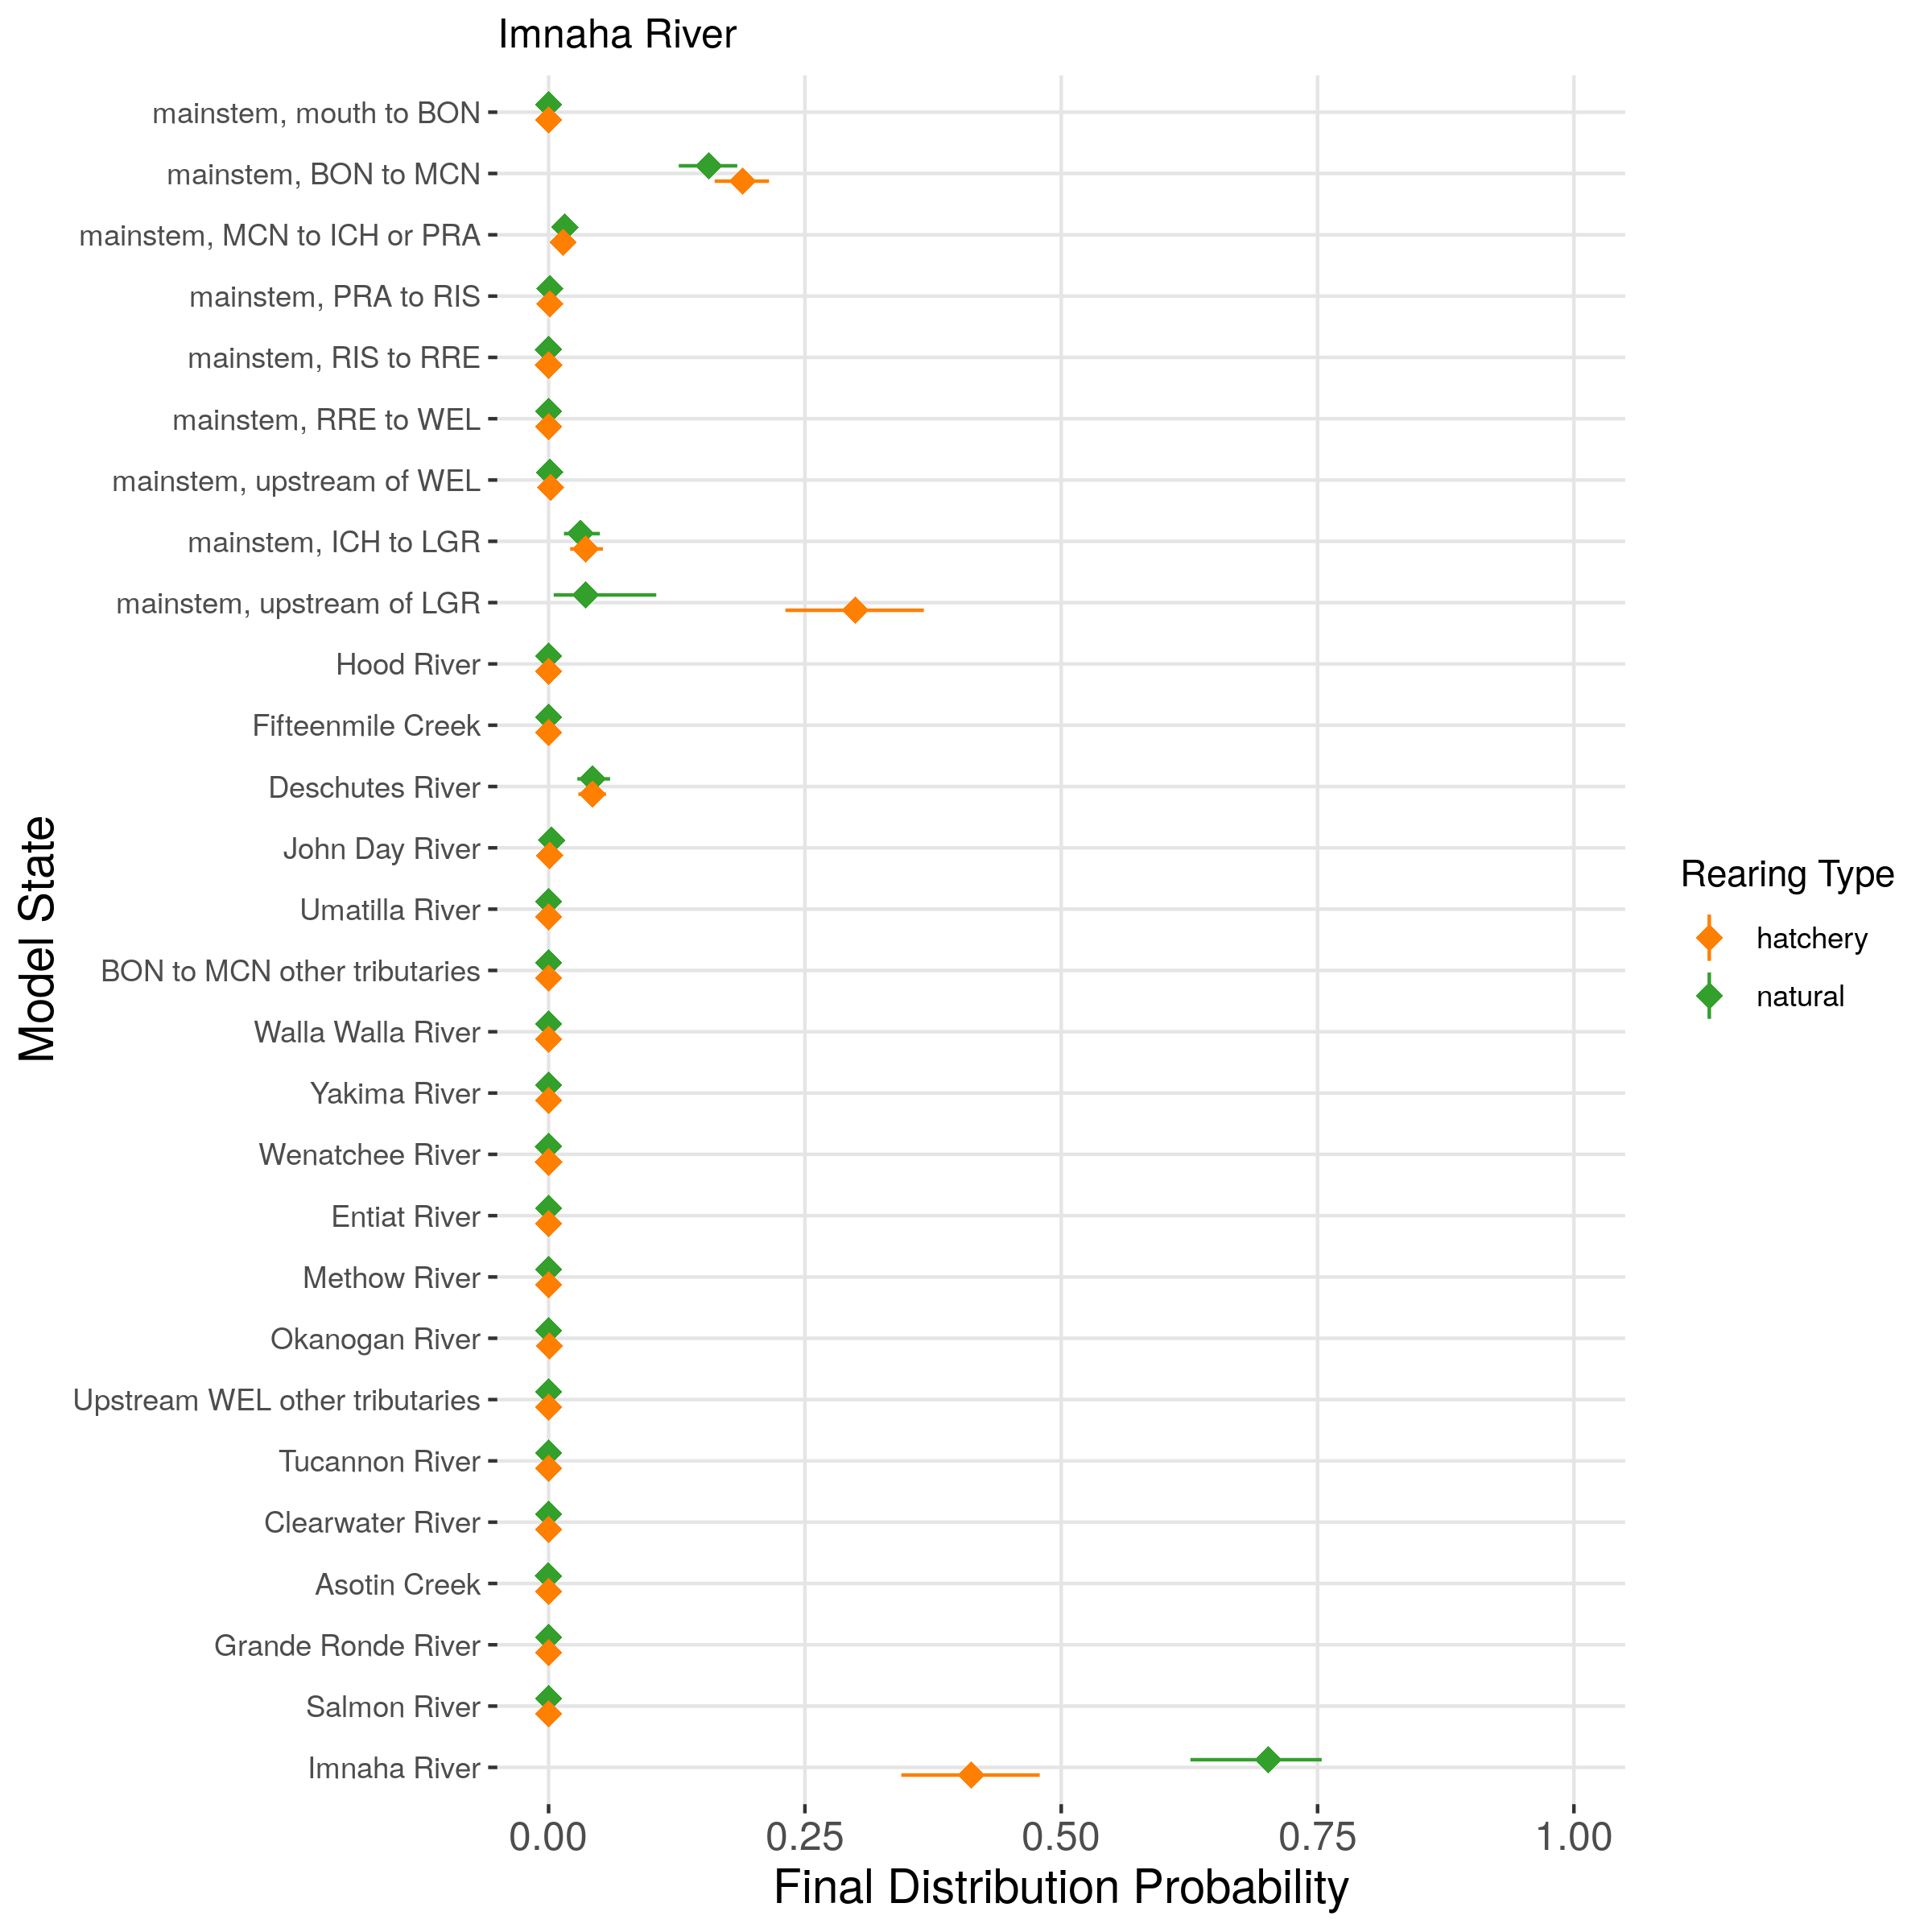 Imnaha River
mainstem, mouth to BON
mainstem, BON to MCN
mainstem, MCN to ICH or PRA
mainstem, PRA to RIS
mainstem, RIS to RRE
mainstem, RRE to WEL
mainstem, upstream of WEL
mainstem, ICH to LGR
mainstem, upstream of LGR
Hood River
Fifteenmile Creek
Deschutes River
John Day River
Umatilla River
BON to MCN other tributaries
Walla Walla River
Yakima River
Wenatchee River
Entiat River
Methow River
Okanogan River
Upstream WEL other tributaries
Tucannon River
Clearwater River
Asotin Creek
Grande Ronde River
Salmon River
Imnaha River
Model State
0.00 0.25 0.50 0.75 1.00
Final Distribution Probability
Rearing Type
hatchery
natural